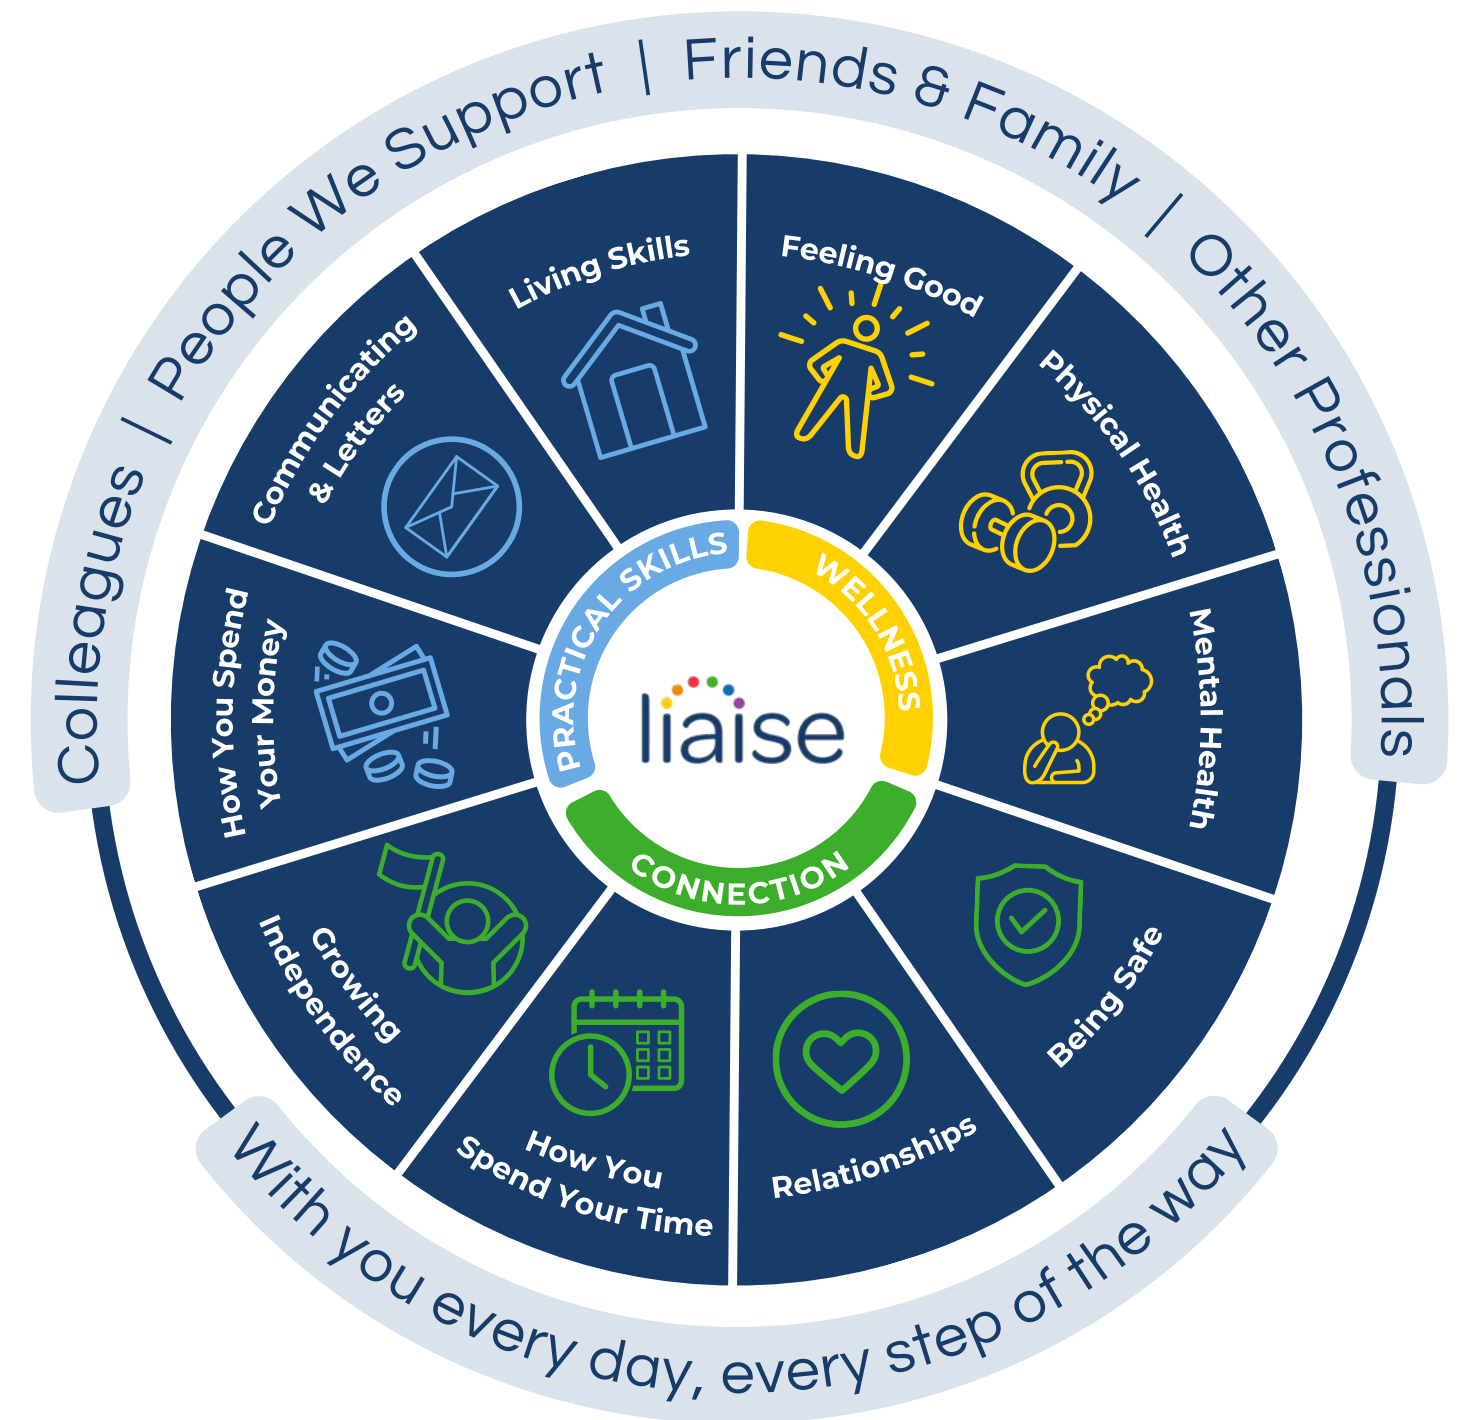 Colleagues | People We Support | Friends & Family | Other Professionals
Living Skills
Feeling Good
Physical Health
Mental Health
Being Safe
Relationships
How You
Spend Your Time
Growing
Independence
How You Spend
Your Money
Communicating
& Letters
PRACTICAL SKILLS
WELLNESS
CONNECTION
liaise
With you every day, every step of the way